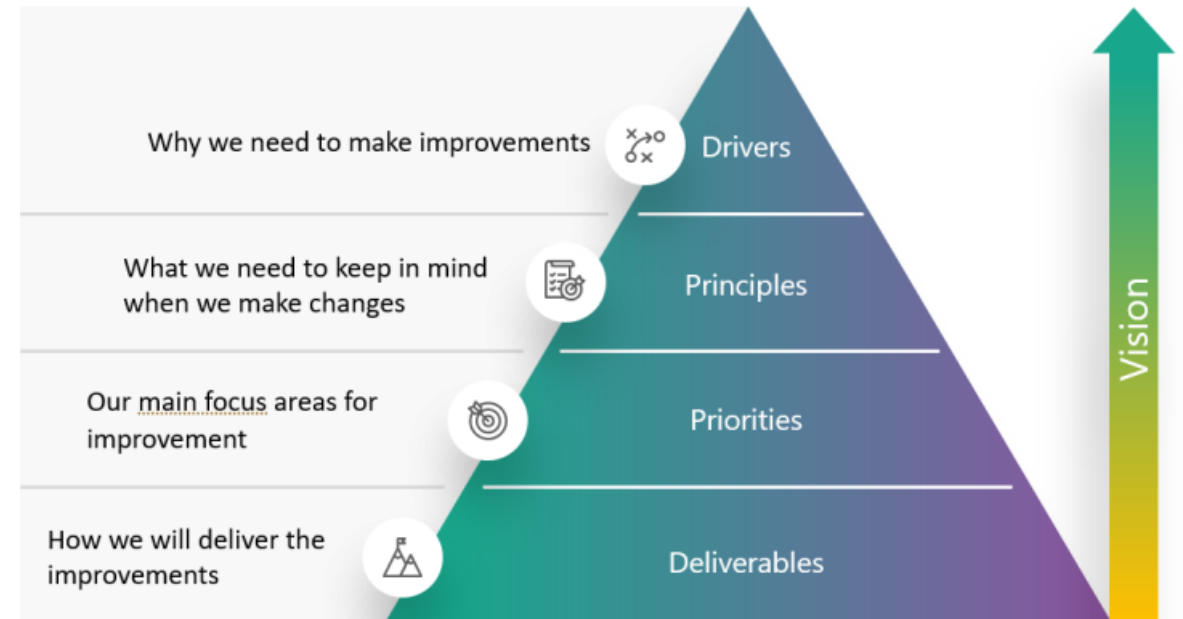 Why we need to make improvements
Drivers
What we need to keep in mind
when we make changes
Principles
Our main focus areas for
improvement
Priorities
How we will deliver the
improvements
Deliverables
Vision